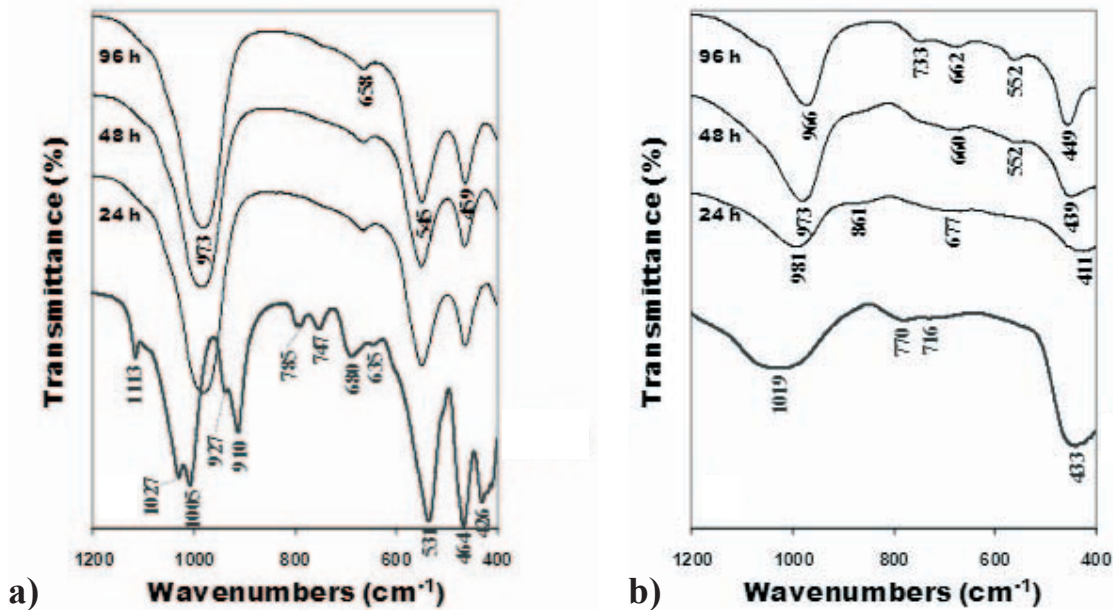 96 h
48 h
24 h
658
973
545
459
1113
1027
1005
927
910
785
747
680
635
531
464
426
Transmittance (%)
1200 1000 800 600 400
Wavenumbers (cm-1)
a)
96 h
48 h
24 h
966
733
662
552
449
973
660
552
439
981
861
677
411
1019
770
716
433
Transmittance (%)
1200 1000 800 600 400
Wavenumbers (cm-1)
b)